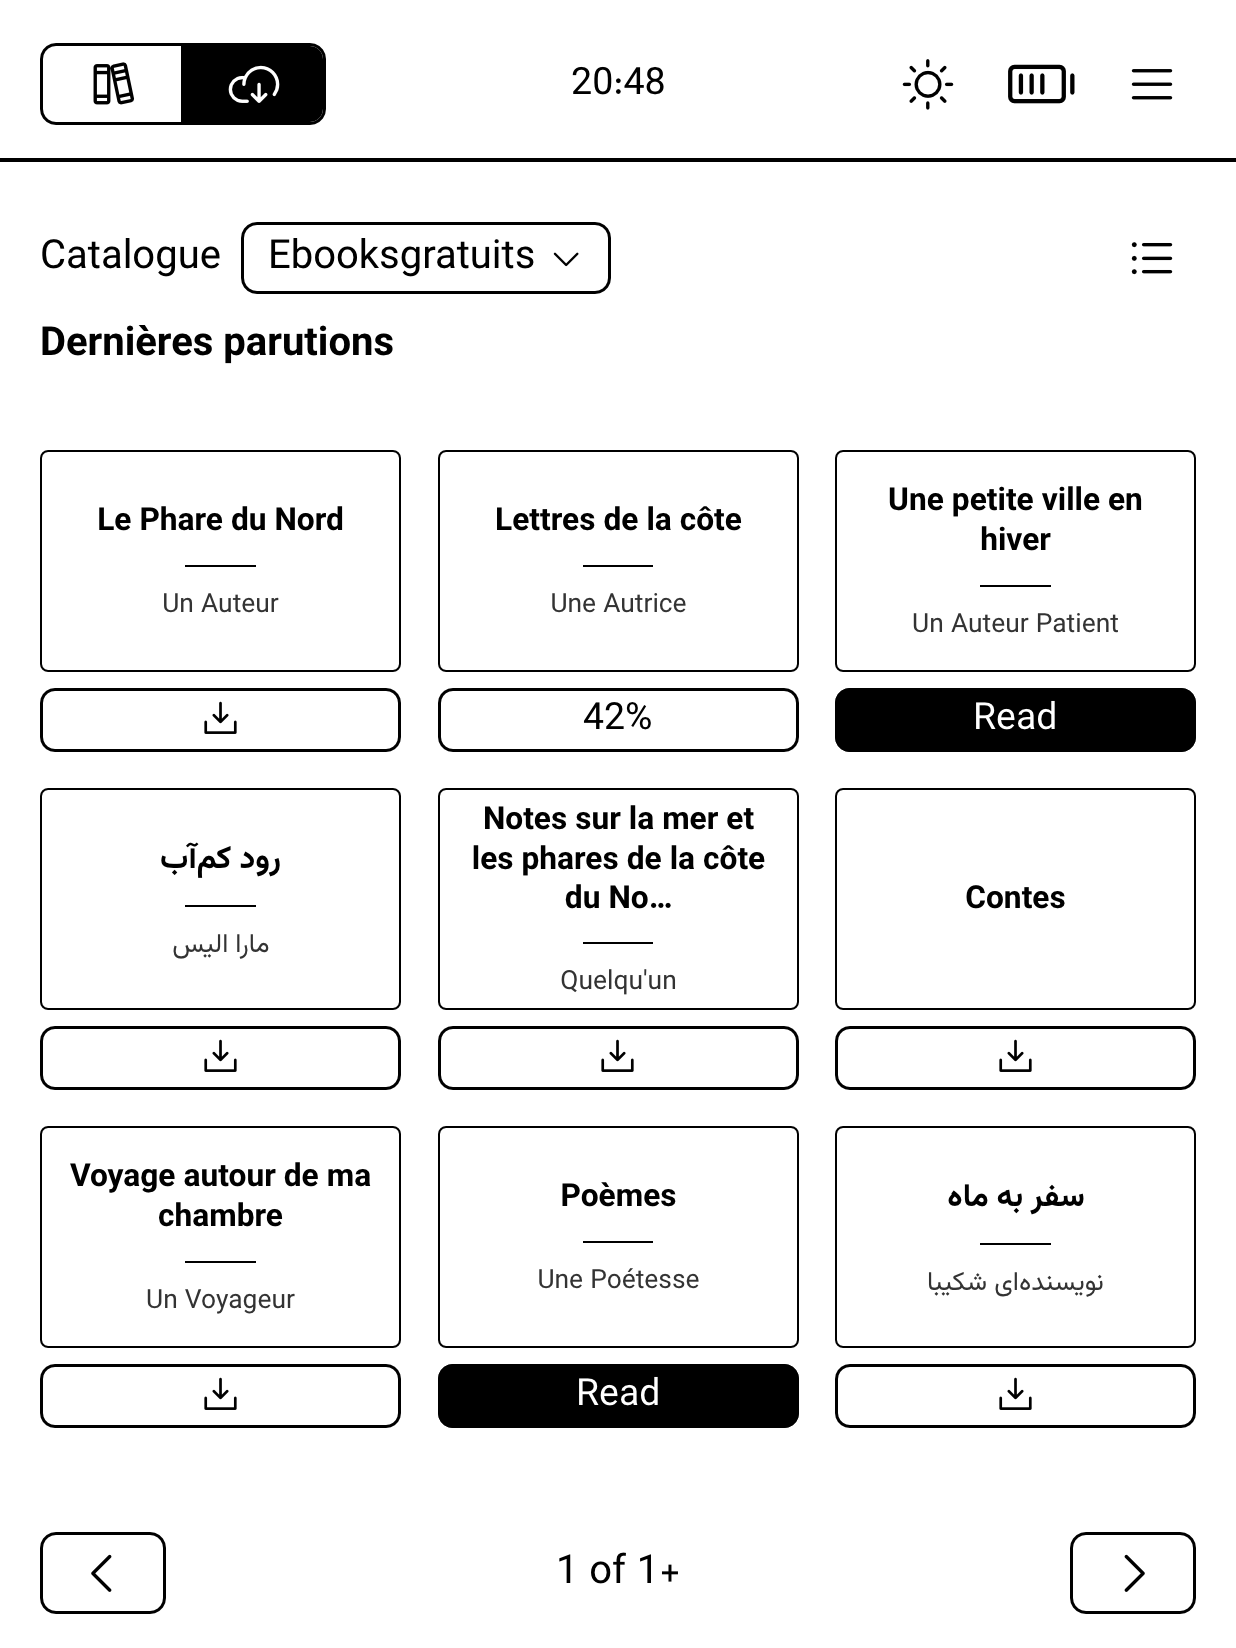 20:48
Catalogue
Ebooksgratuits
Dernières parutions
Le Phare du Nord
Un Auteur
Lettres de la côte
Une Autrice
Une petite ville en
hiver
Un Auteur Patient
42%
Read
رود کم‌آب
مارا الیس
Notes sur la mer et
les phares de la côte
du No…
Quelqu'un
Contes
Voyage autour de ma
chambre
Un Voyageur
Poèmes
Une Poétesse
سفر به ماه
نویسنده‌ای شکیبا
Read
1 of 1+